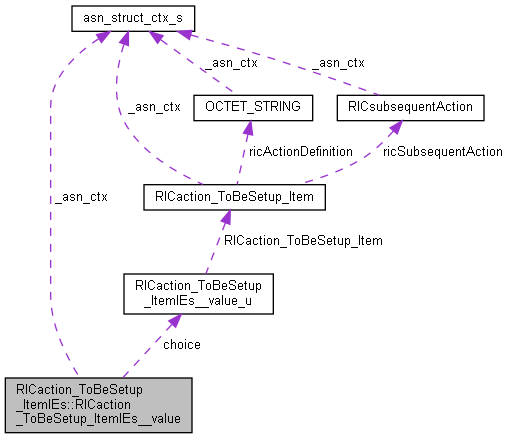 asn_struct_ctx_s
_asn_ctx
_asn_ctx
_asn_ctx
OCTET_STRING
RICsubsequentAction
_asn_ctx
ricActionDefinition
ricSubsequentAction
RICaction_ToBeSetup_Item
_asn_ctx
RICaction_ToBeSetup_Item
RICaction_ToBeSetup
_ItemIEs__value_u
choice
RICaction_ToBeSetup
_ItemIEs::RICaction
_ToBeSetup_ItemIEs__value